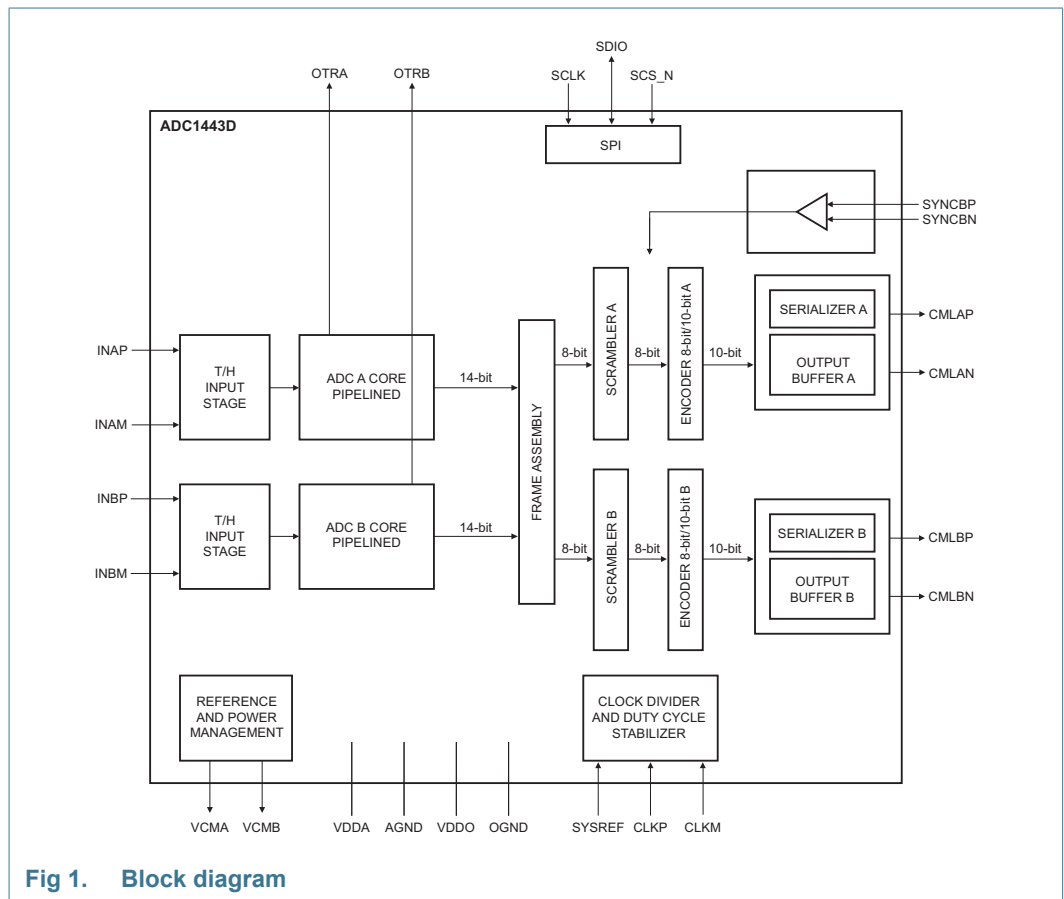 SDIO
OTRA OTRB SCLK SCS_N
ADC1443D
SPI
SYNCBP
SYNCBN
SERIALIZER A
OUTPUT
BUFFER A
CMLAP
CMLAN
INAP
INAM
T/H
INPUT
STAGE
ADC A CORE
PIPELINED
14-bit
FRAME ASSEMBLY
8-bit
SCRAMBLER A
8-bit
ENCODER 8-bit/10-bit A
10-bit
INBP
INBM
T/H
INPUT
STAGE
ADC B CORE
PIPELINED
14-bit
8-bit
SCRAMBLER B
8-bit
ENCODER 8-bit/10-bit B
10-bit
SERIALIZER B
OUTPUT
BUFFER B
CMLBP
CMLBN
REFERENCE
AND POWER
MANAGEMENT
CLOCK DIVIDER
AND DUTY CYCLE
STABILIZER
VCMA VCMB VDDA AGND VDDO OGND SYSREF CLKP CLKM
Fig 1. Block diagram